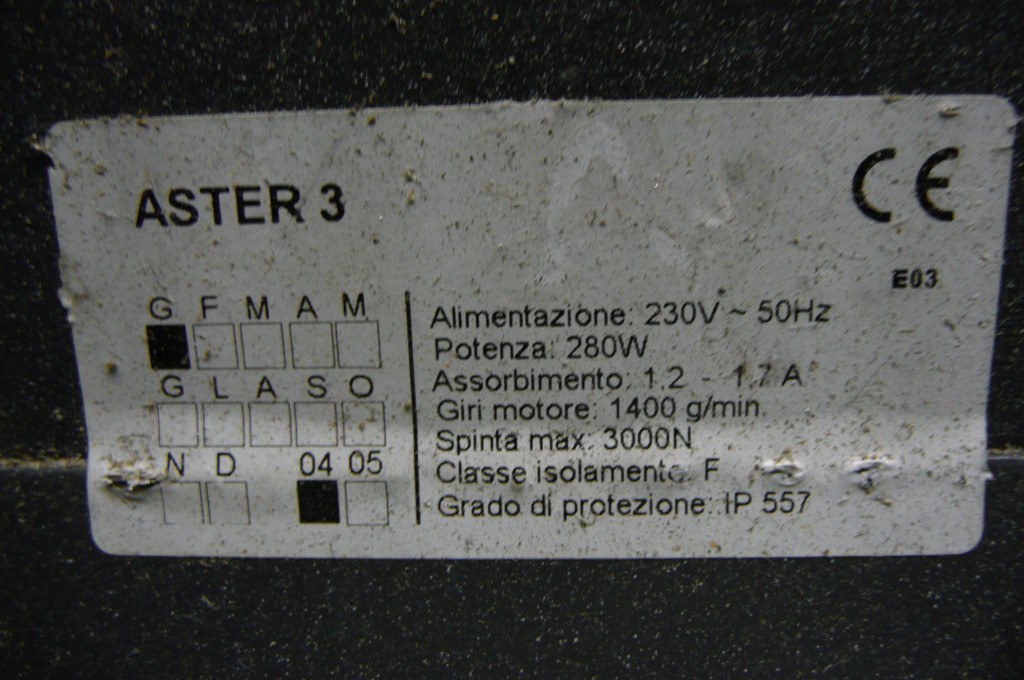 ASTER 3
CE
E03
G F M A M
G L A S O
N D 04 05
Alimentazione: 230V ~ 50Hz
Potenza: 280W
Assorbimento: 1.2 - 1.7 A
Giri motore: 1400 g/min.
Spinta max: 3000N
Classe isolamento: F
Grado di protezione: IP 557